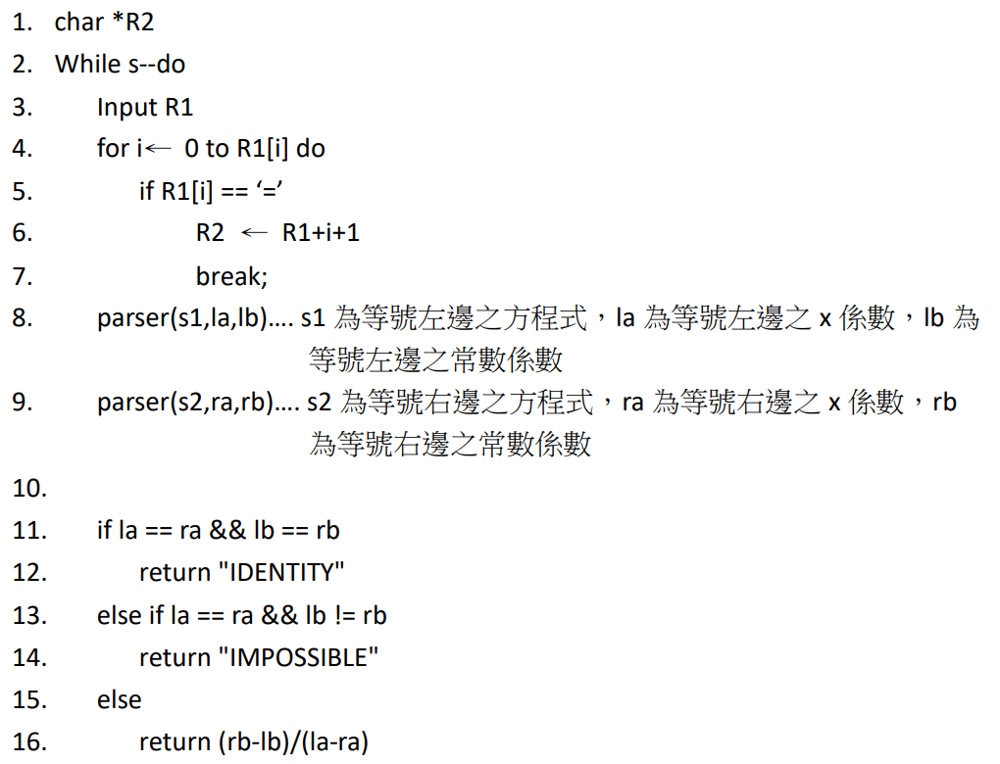 1. char *R2
2. While s--do
3. Input R1
4. for i← 0 to R1[i] do
5. if R1[i] == ‘=’
6. R2 ← R1+i+1
7. break;
8. parser(s1,la,lb)…. s1 為等號左邊之方程式，la 為等號左邊之 x 係數，lb 為
等號左邊之常數係數
9. parser(s2,ra,rb)…. s2 為等號右邊之方程式，ra 為等號右邊之 x 係數，rb
為等號右邊之常數係數
10.
11. if la == ra && lb == rb
12. return "IDENTITY"
13. else if la == ra && lb != rb
14. return "IMPOSSIBLE"
15. else
16. return (rb-lb)/(la-ra)